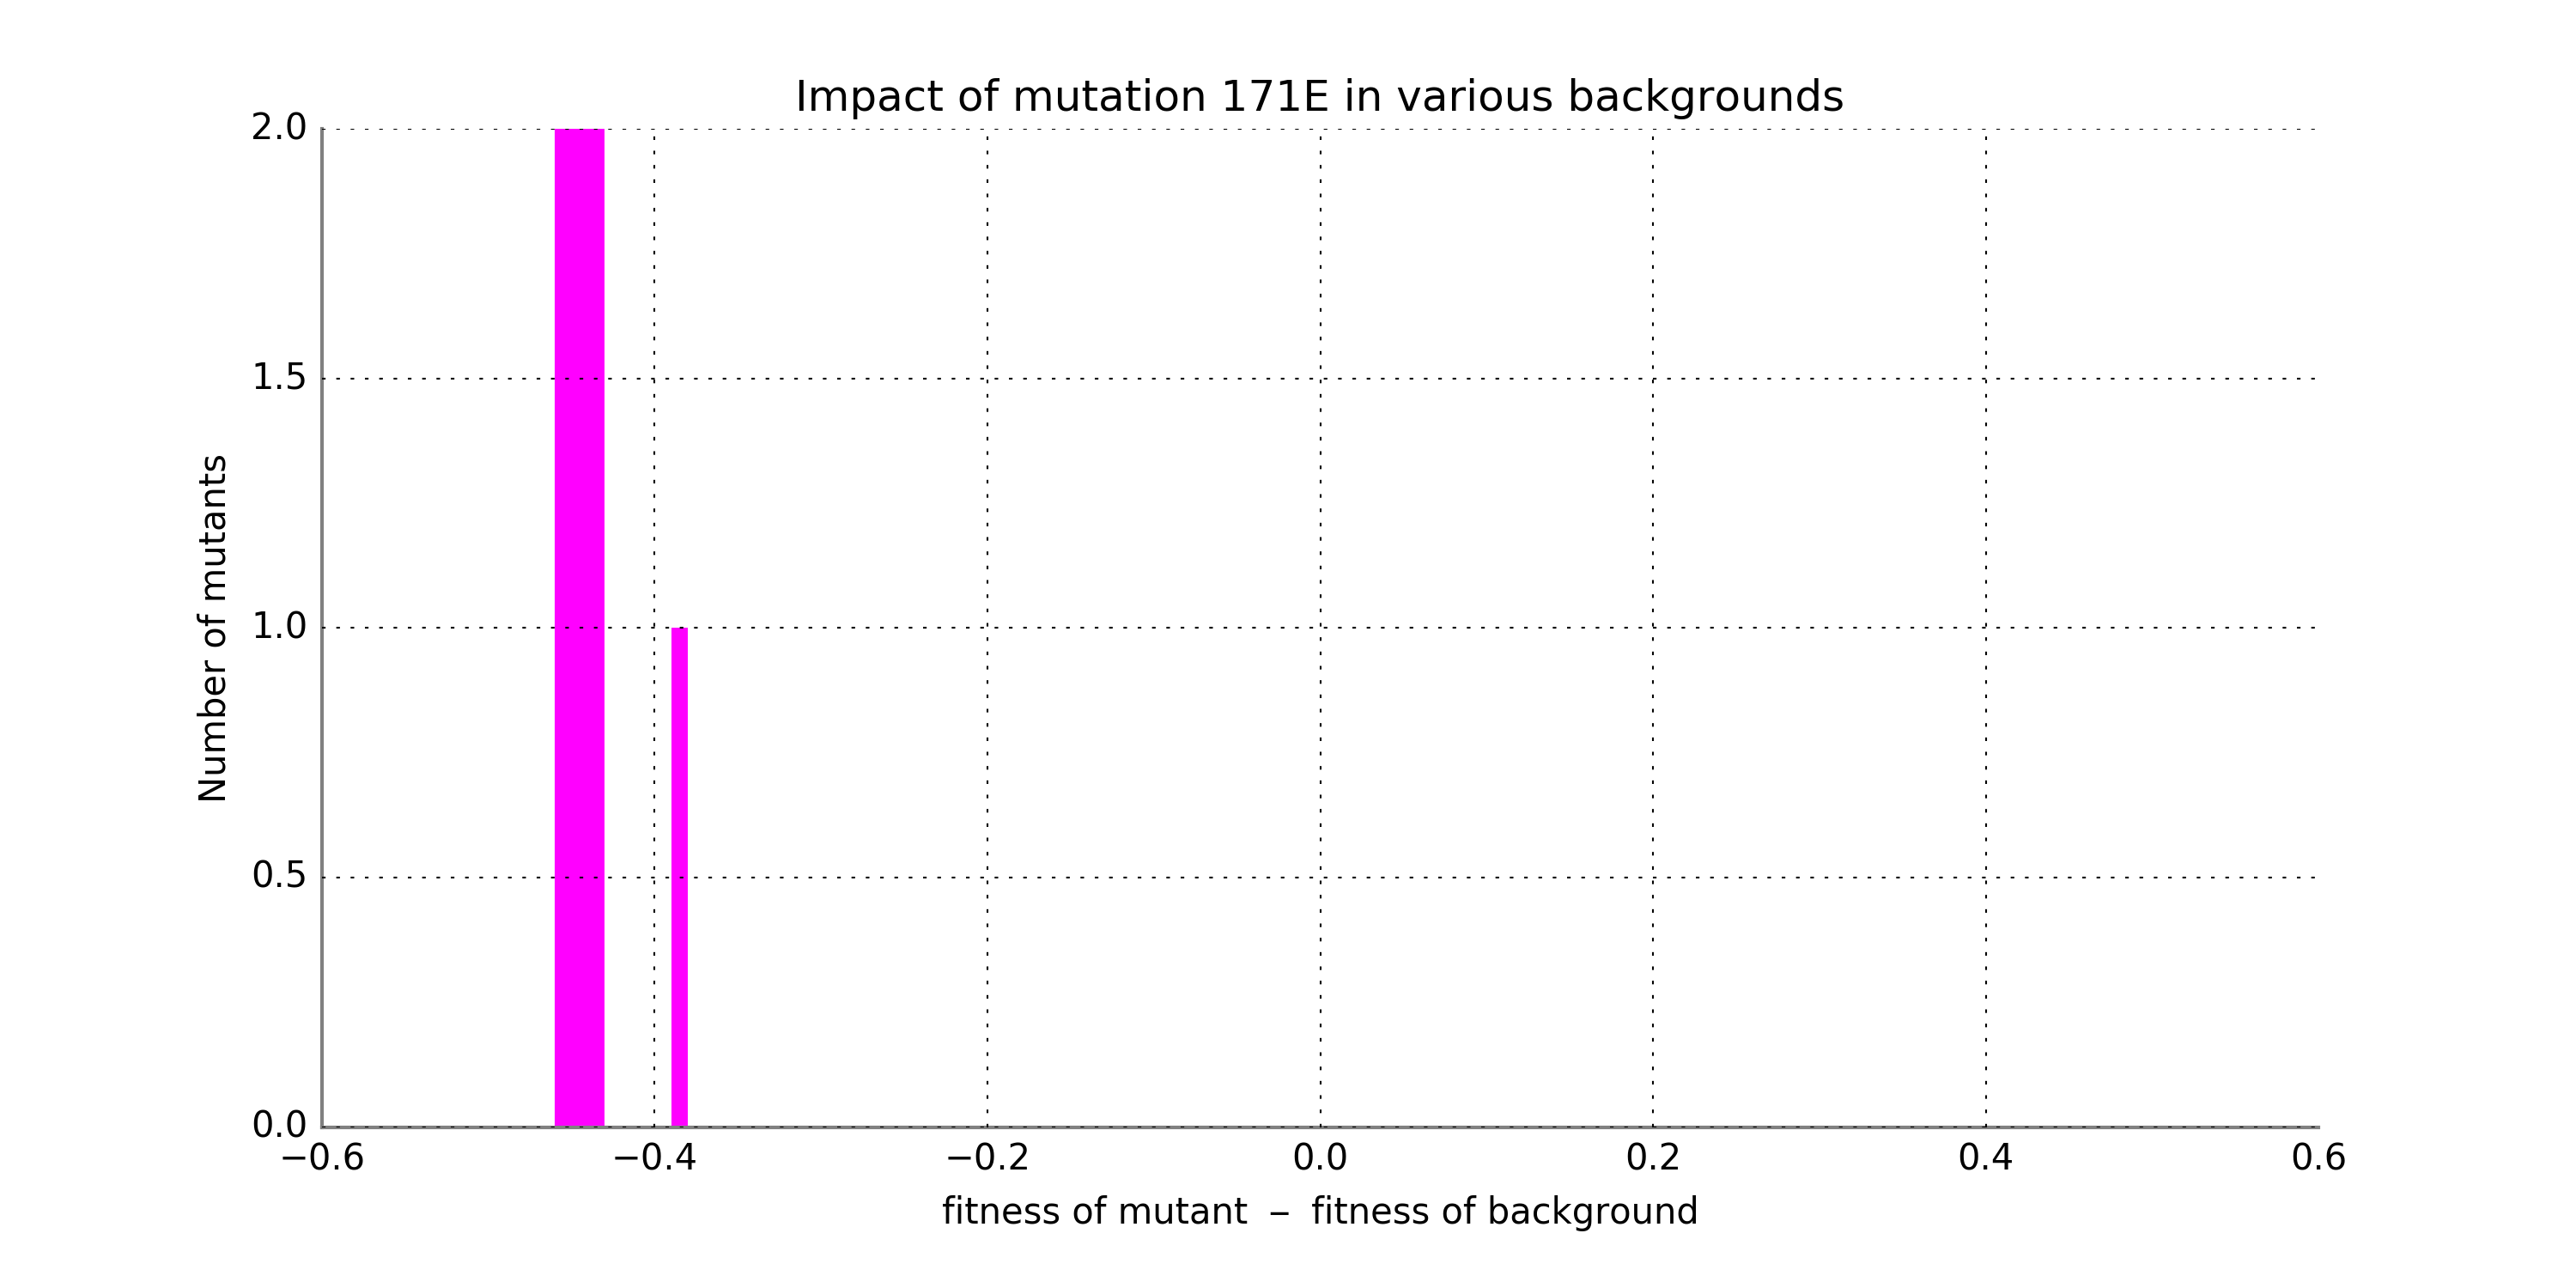 Impact of mutation 171E in various backgrounds
2.0
1.5
1.0
0.5
0.0
Number of mutants
−0.6 −0.4 −0.2 0.0 0.2 0.4 0.6
fitness of mutant − fitness of background